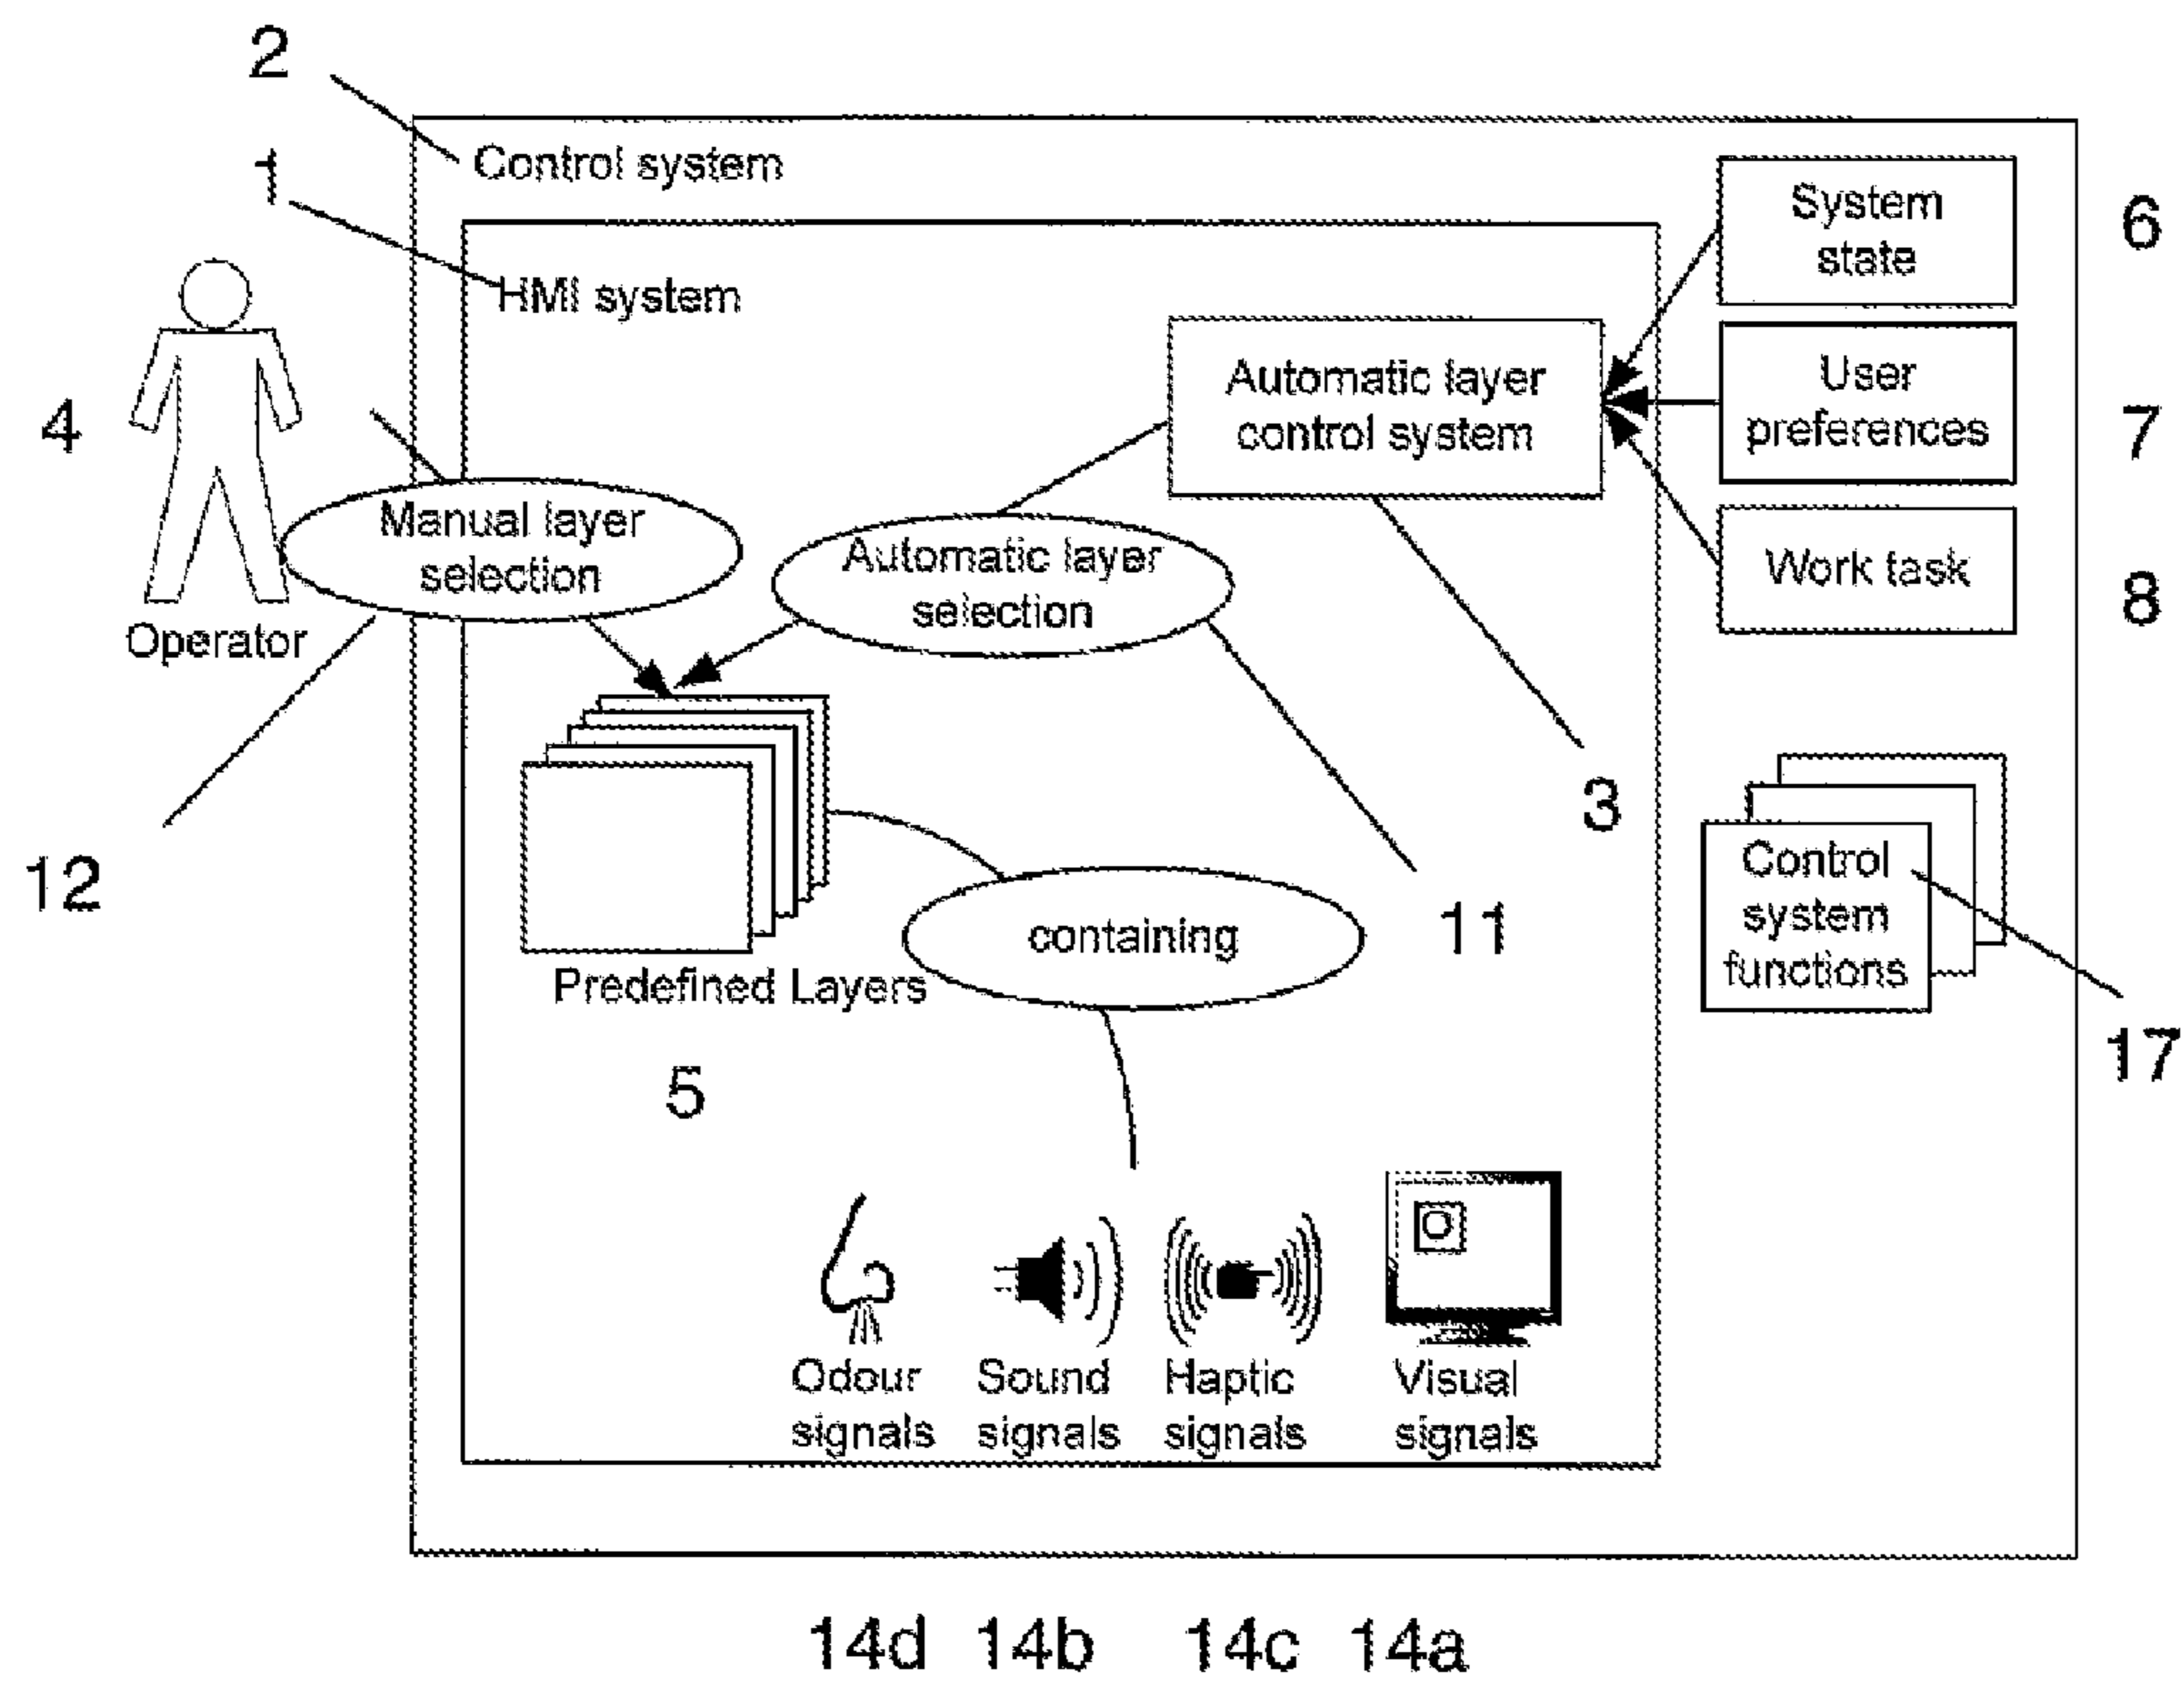 2
Control system
1
HMI system
System
state
6
User
preferences
7
Automatic layer
control system
4
Manual layer
selection
Automatic layer
selection
Work task
8
Operator
3
12
11
Control
system
functions
containing
Predefined Layers
17
5
Odour
signals
Sound
signals
Haptic
signals
Visual
signals
14d
14b
14c
14a